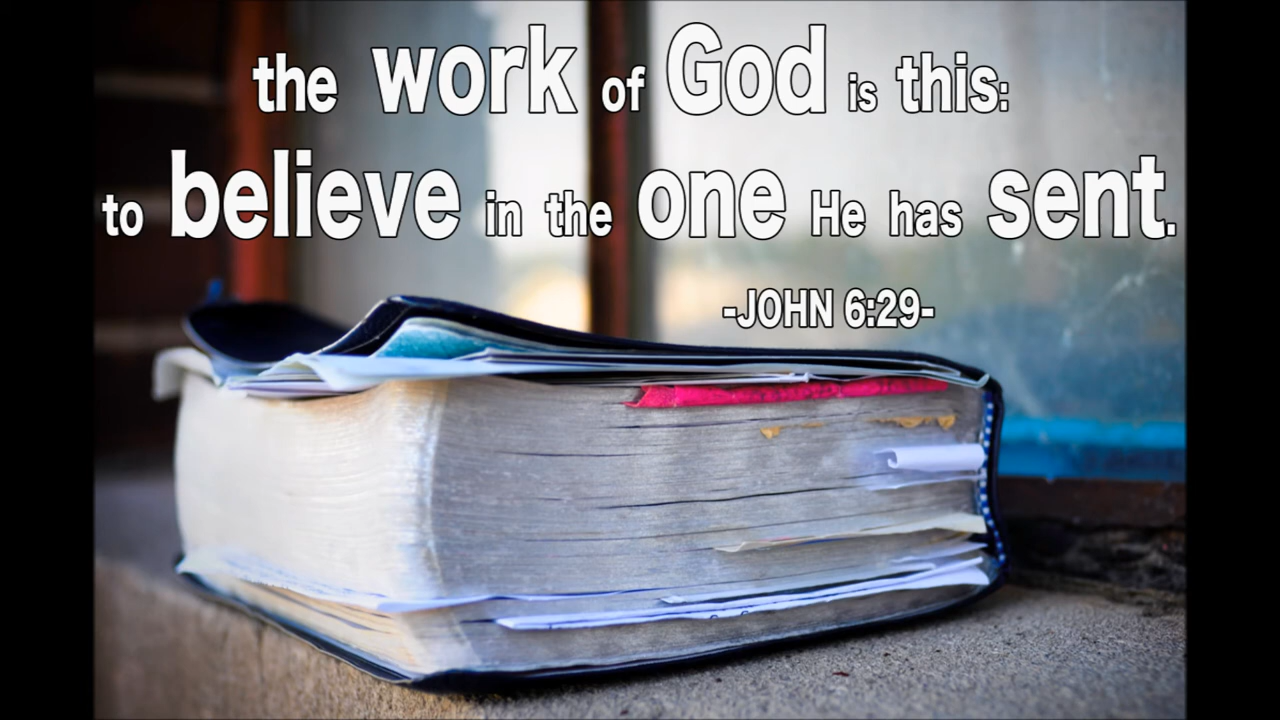 the work of God is this:
to believe in the one He has sent.
-JOHN 6:29-